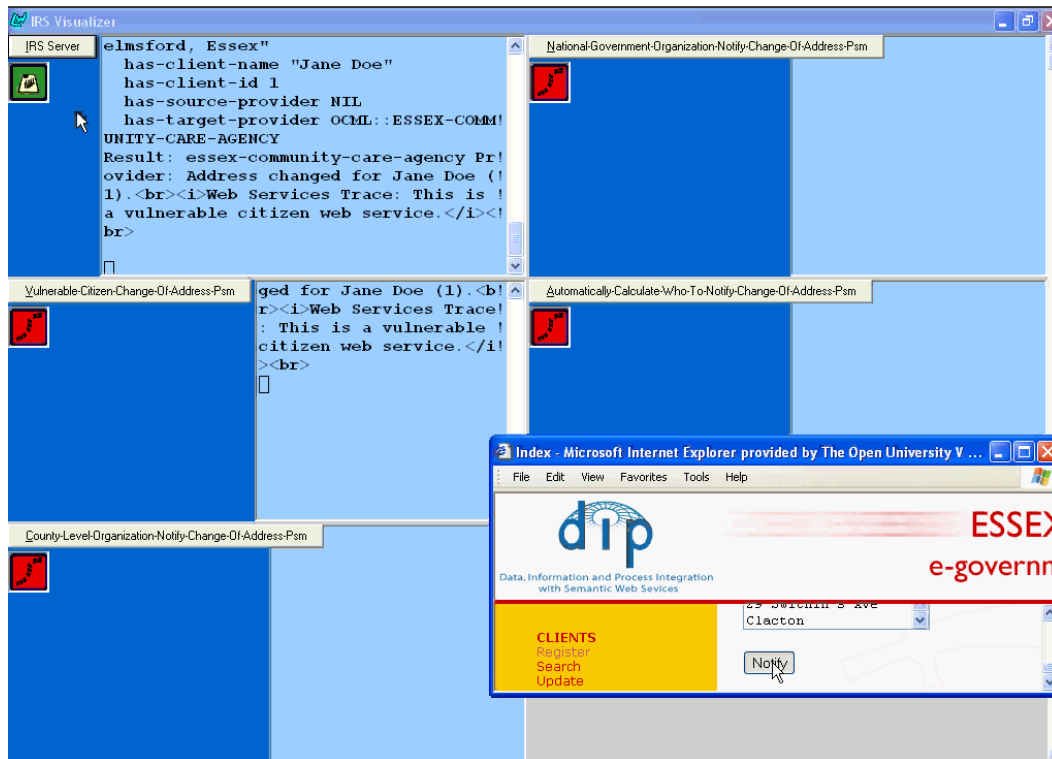 IRS Visualizer
IRS Server
elmsford, Essex"
has-client-name "Jane Doe"
has-client-id 1
has-source-provider NIL
has-target-provider OCML::ESSEX-COMM!
UNITY-CARE-AGENCY
Result: essex-community-care-agency Pr!
ovider: Address changed for Jane Doe (!
1).<br><i>Web Services Trace: This is !
a vulnerable citizen web service.</i><!
br>
National-Government-Organization-Notify-Change-Of-Address-Psm
Vulnerable-Citizen-Change-Of-Address-Psm
ged for Jane Doe (1).<b!
r><i>Web Services Trace!
: This is a vulnerable !
citizen web service.</i!
><br>
Automatically-Calculate-Who-To-Notify-Change-Of-Address-Psm
County-Level-Organization-Notify-Change-Of-Address-Psm
Index - Microsoft Internet Explorer provided by The Open University V ...
File Edit View Favorites Tools Help
dip
Data, Information and Process Integration
with Semantic Web Sevices
ESSEX
e-governm
29 Swithin's Ave
Clacton
CLIENTS
Register
Search
Update
Notify